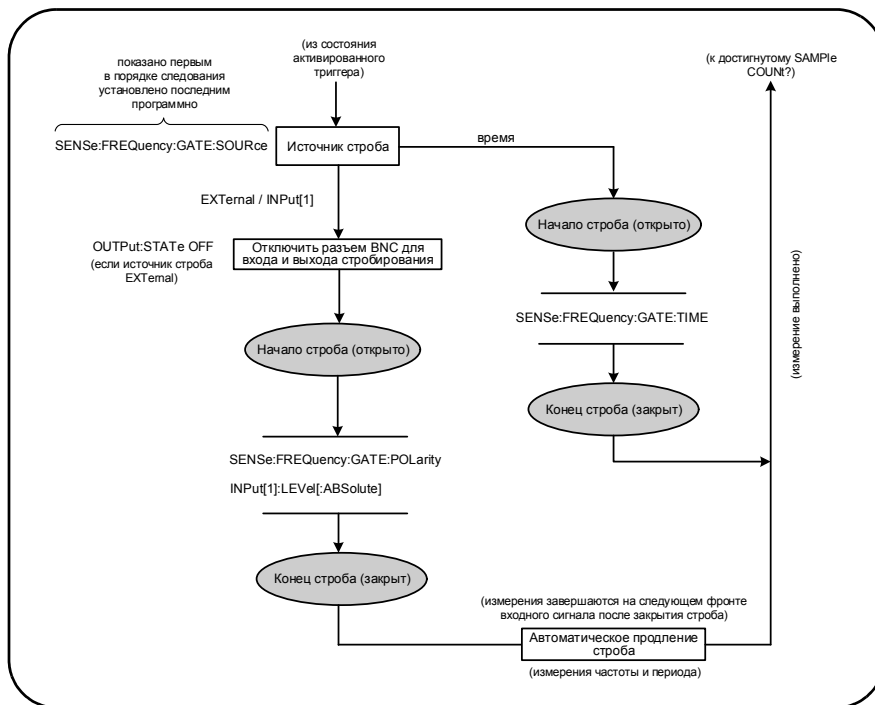 (из состояния
активированного
триггера)
(к достигнутому SAMPle
COUNt?)
показано первым
в порядке следования
установлено последним
программно
SENSe:FREQuency:GATE:SOURce
Источник строба
время
EXTernal / INPut[1]
Начало строба (открыто)
OUTPut:STATe OFF
(если источник строба
EXTernal)
Отключить разъем BNC для
входа и выхода стробирования
SENSe:FREQuency:GATE:TIME
(измерение выполнено)
Начало строба (открыто)
Конец строба (закрыт)
SENSe:FREQuency:GATE:POLarity
INPut[1]:LEVel[:ABSolute]
Конец строба (закрыт)
(измерения завершаются на следующем фронте
входного сигнала после закрытия строба)
Автоматическое продление
строба
(измерения частоты и периода)